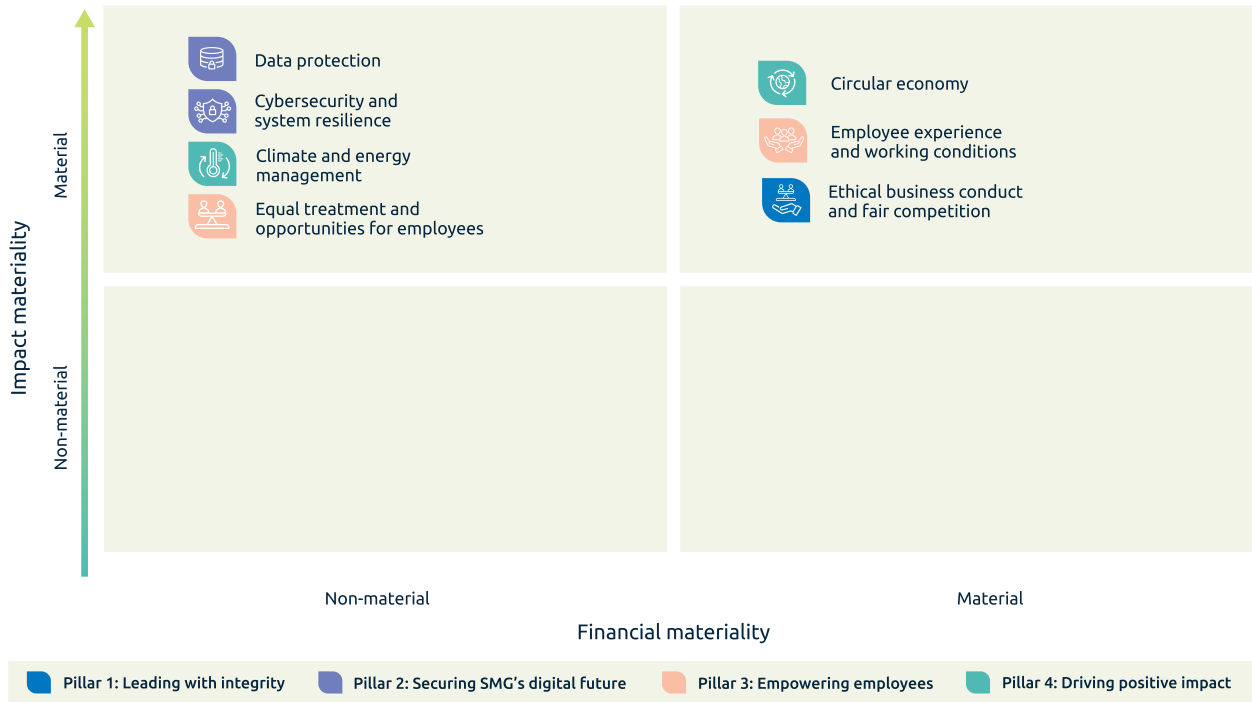 Impact materiality
Material
Non-material
Data protection
Cybersecurity and
system resilience
Climate and energy
management
Equal treatment and
opportunities for employees
Circular economy
Employee experience
and working conditions
Ethical business conduct
and fair competition
Non-material
Material
Financial materiality
Pillar 1: Leading with integrity
Pillar 2: Securing SMG’s digital future
Pillar 3: Empowering employees
Pillar 4: Driving positive impact